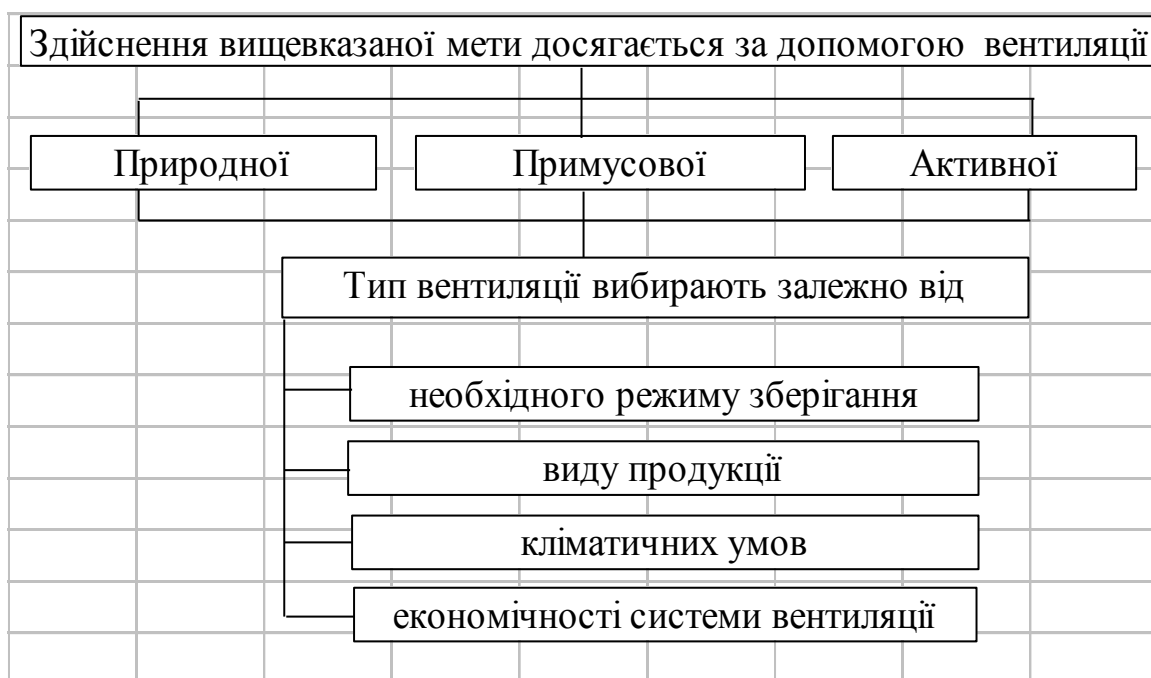 Здійснення вищевказаної мети досягається за допомогою вентиляції
Природної
Примусової
Активної
Тип вентиляції вибирають залежно від
необхідного режиму зберігання
виду продукції
кліматичних умов
економічності системи вентиляції